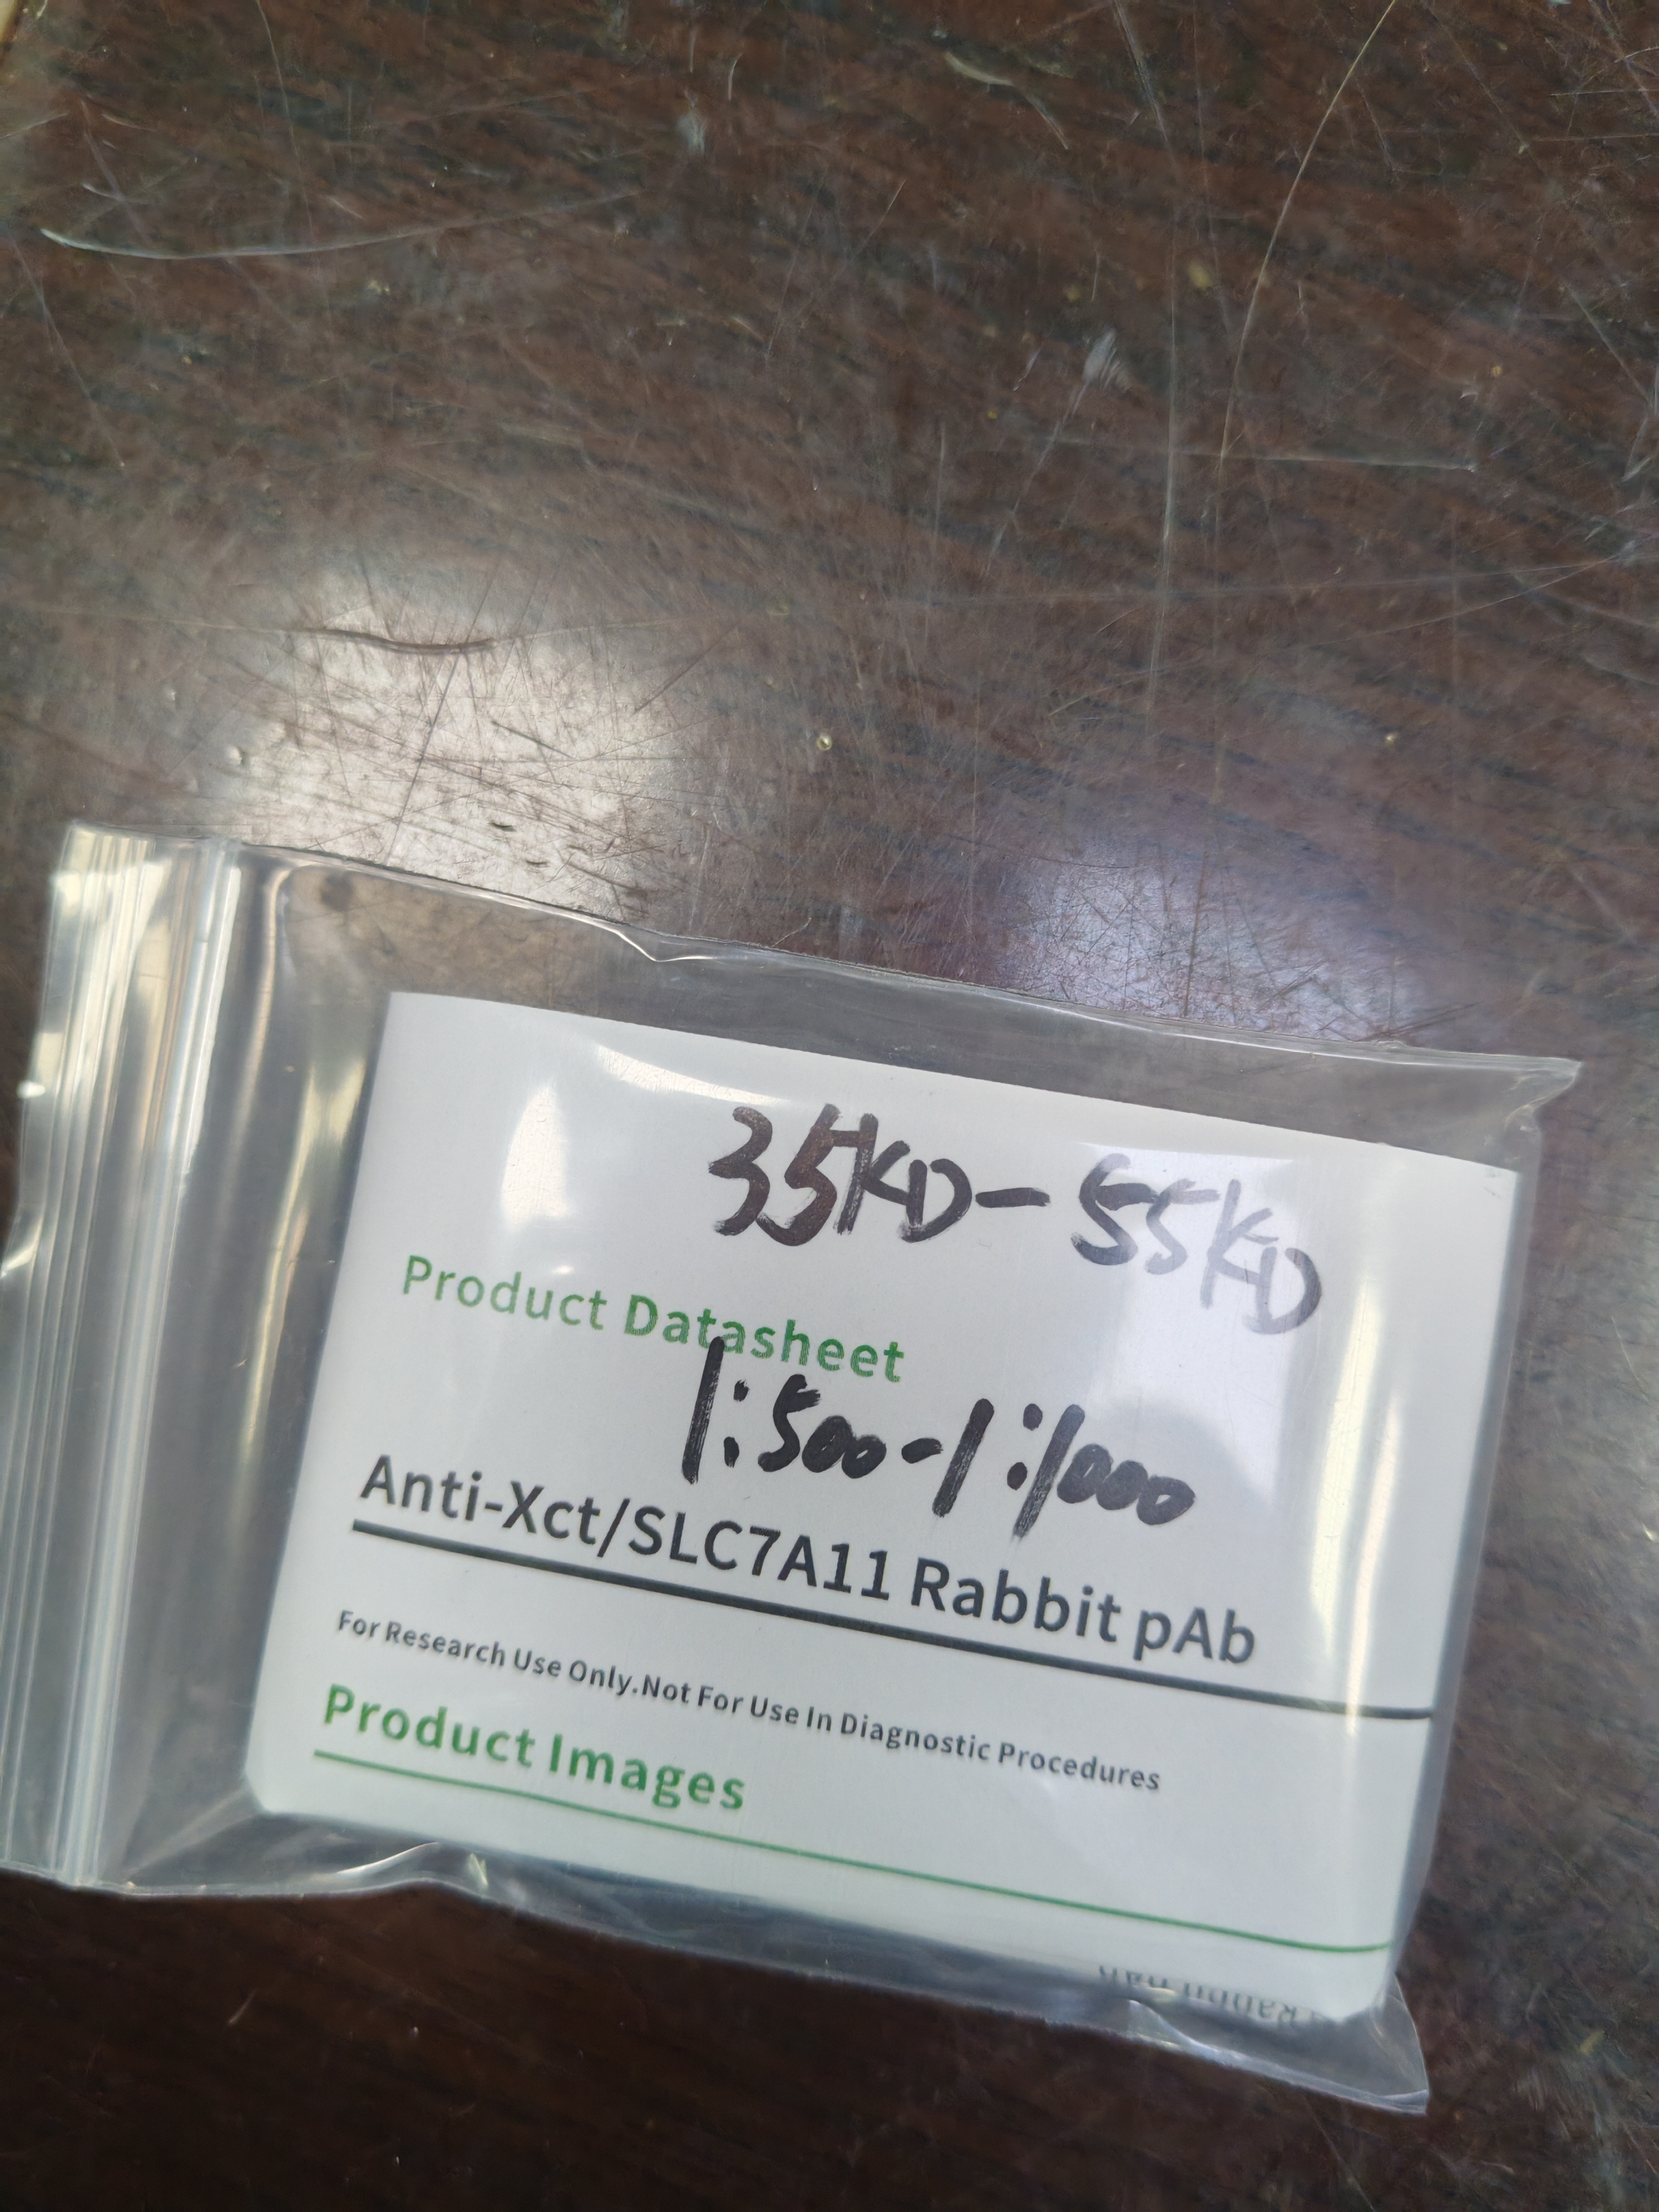 35KD-55KD
Product Datasheet
1:500-1:1000
Anti-Xct/SLC7A11 Rabbit pAb
For Research Use Only.Not For Use In Diagnostic Procedures
Product Images